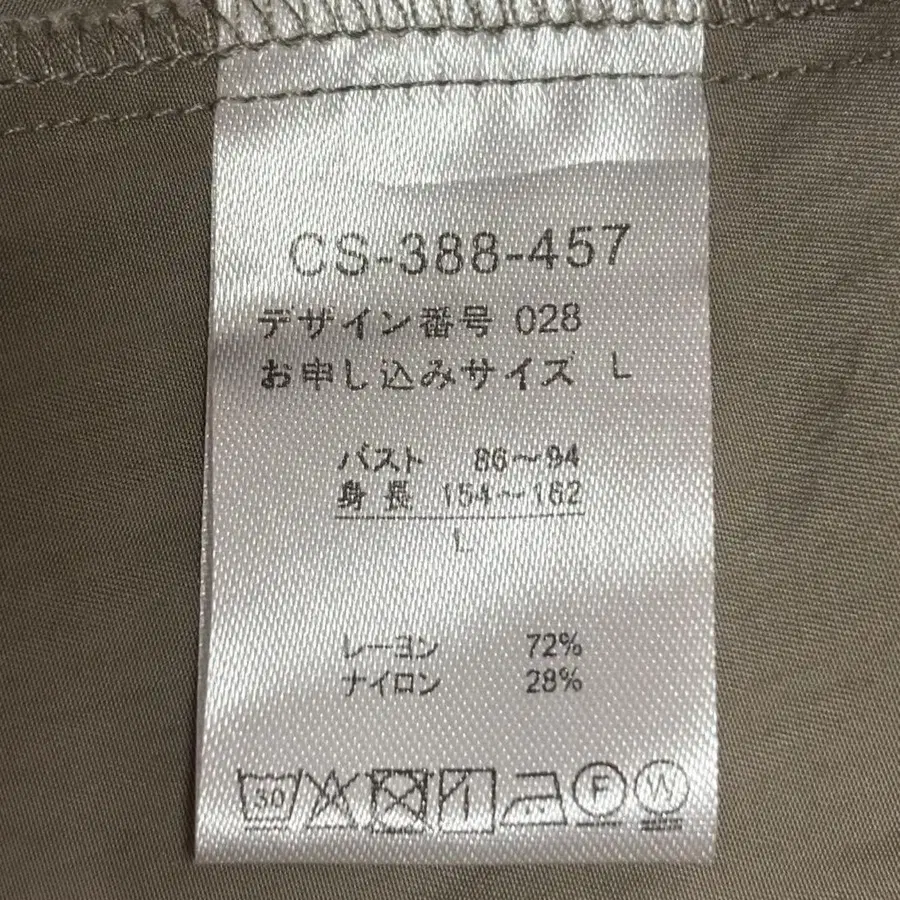 CS-388-457
デザイン番号 028
お申し込みサイズ L
バスト 86～94
身長 154～162
L
レーヨン 72%
ナイロン 28%
30 F W